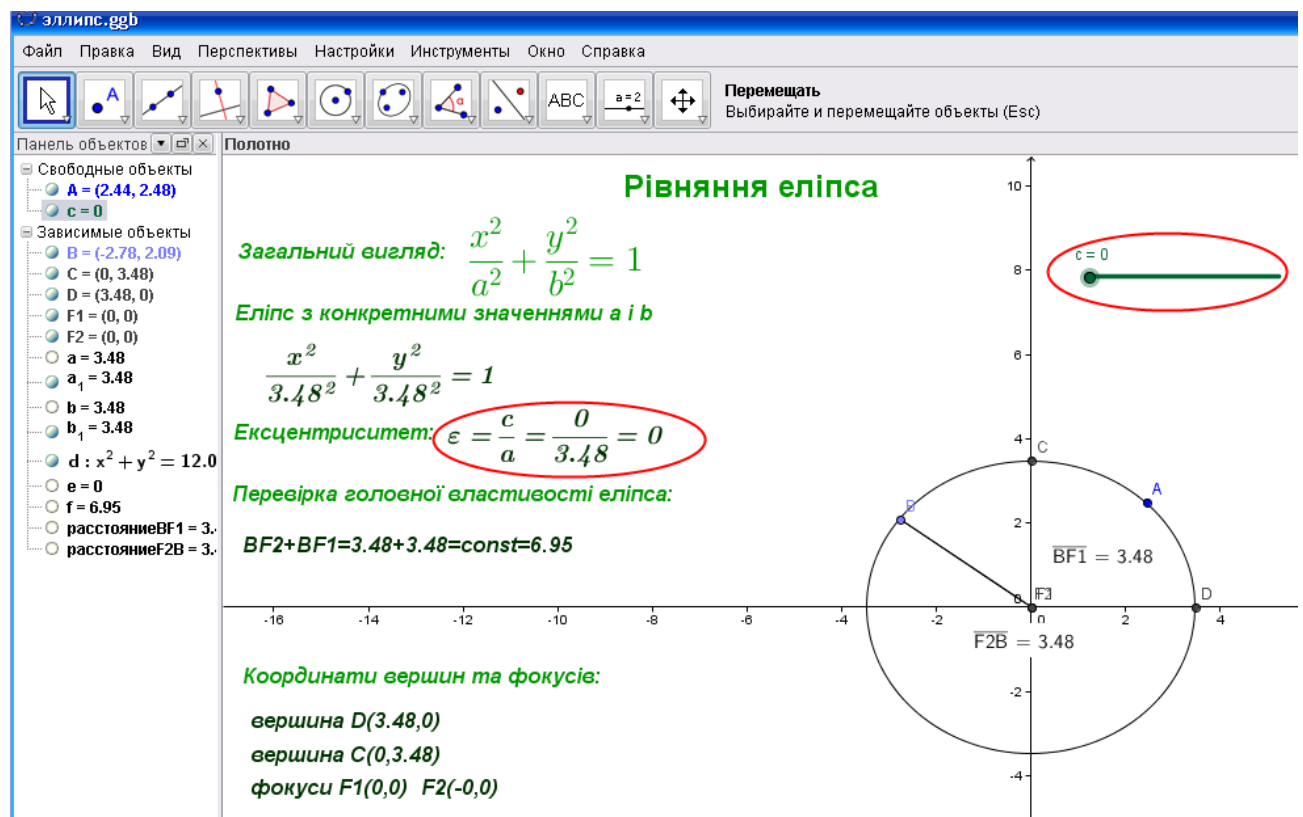 эллипс.ggb
Файл Правка Вид Перспективы Настройки Инструменты Окно Справка
A
α
ABC
a=2
Перемещать
Выбирайте и перемещайте объекты (Esc)
Панель объектов
Полотно
Свободные объекты
A = (2.44, 2.48)
c = 0
Зависимые объекты
B = (-2.78, 2.09)
C = (0, 3.48)
D = (3.48, 0)
F1 = (0, 0)
F2 = (0, 0)
a = 3.48
a₁ = 3.48
b = 3.48
b₁ = 3.48
d : x² + y² = 12.0
e = 0
f = 6.95
расстояниеBF1 = 3.
расстояниеF2B = 3.
Рівняння еліпса
Загальний вигляд: x²/a² + y²/b² = 1
Еліпс з конкретними значеннями a і b
x²/3.48² + y²/3.48² = 1
Ексцентриситет: ε = c/a = 0/3.48 = 0
Перевірка головної властивості еліпса:
BF2+BF1=3.48+3.48=const=6.95
Координати вершин та фокусів:
вершина D(3.48,0)
вершина C(0,3.48)
фокуси F1(0,0) F2(-0,0)
c = 0
10
8
6
4
2
0
-2
-4
-16 -14 -12 -10 -8 -6 -4 -2 0 2 4
C
A
B
D
BF1 = 3.48
F2B = 3.48